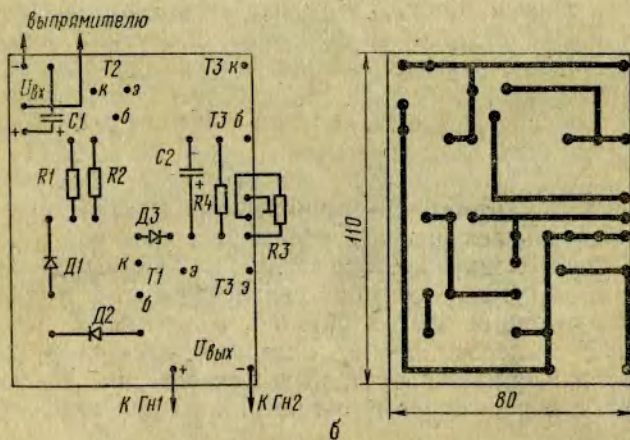 выпрямителю
− T2 T3 к
Uвх к э
+ C1 + б T3 б
C2
R1 R2 + R4
Д3 R3
Д1 к T1 э T3 э
б
Д2
Uвых
+ −
К Гн1 К Гн2
110
80
б